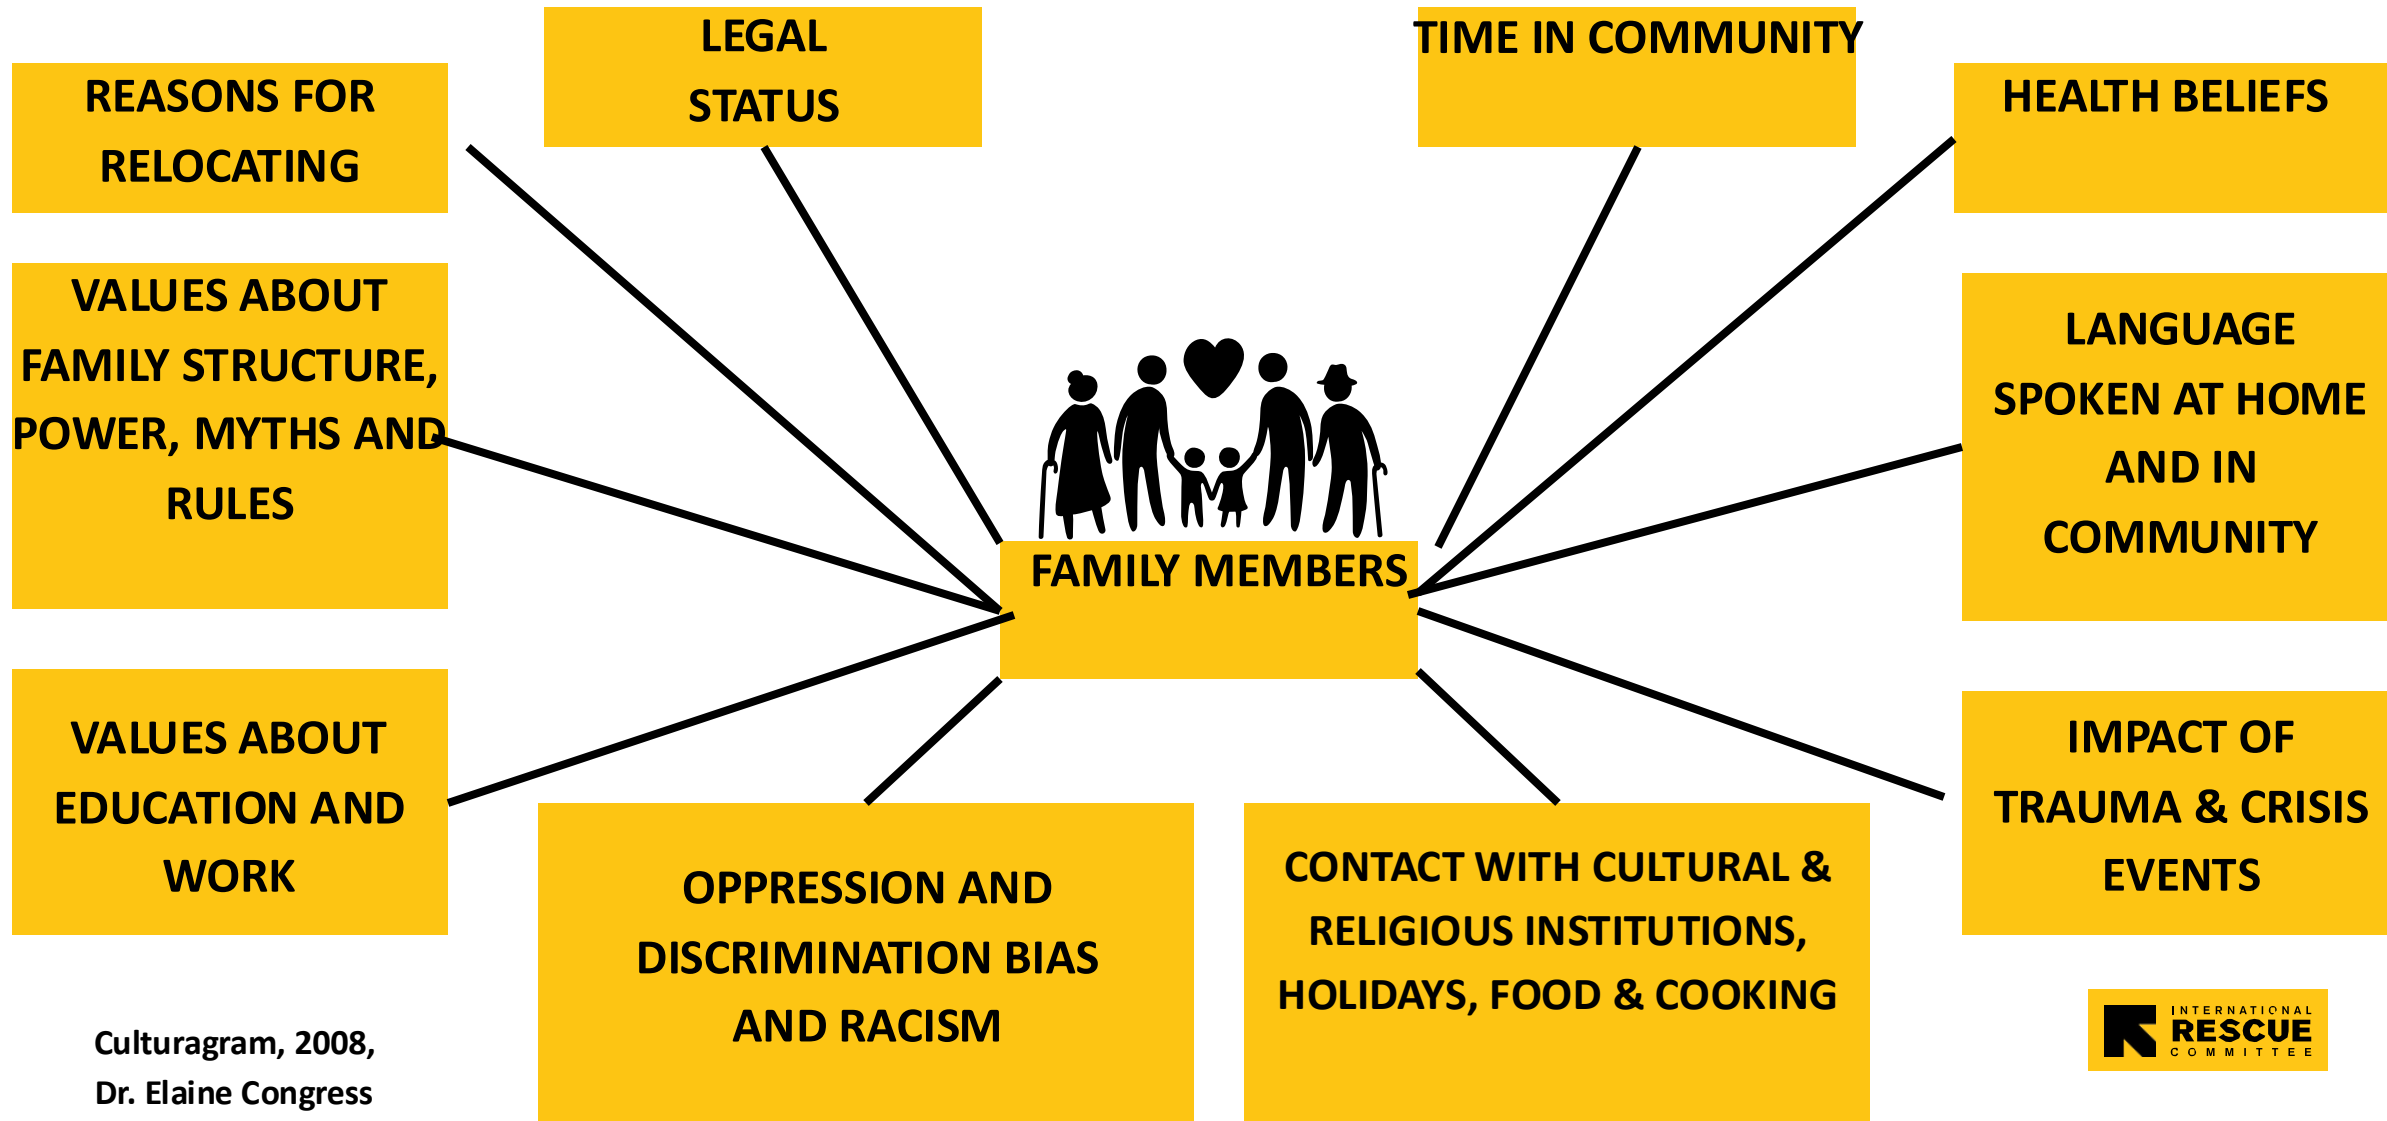 LEGAL
STATUS
TIME IN COMMUNITY
REASONS FOR
RELOCATING
HEALTH BELIEFS
VALUES ABOUT
FAMILY STRUCTURE,
POWER, MYTHS AND
RULES
LANGUAGE
SPOKEN AT HOME
AND IN
COMMUNITY
FAMILY MEMBERS
VALUES ABOUT
EDUCATION AND
WORK
IMPACT OF
TRAUMA & CRISIS
EVENTS
OPPRESSION AND
DISCRIMINATION BIAS
AND RACISM
CONTACT WITH CULTURAL &
RELIGIOUS INSTITUTIONS,
HOLIDAYS, FOOD & COOKING
Culturagram, 2008,
Dr. Elaine Congress
INTERNATIONAL
RESCUE
COMMITTEE